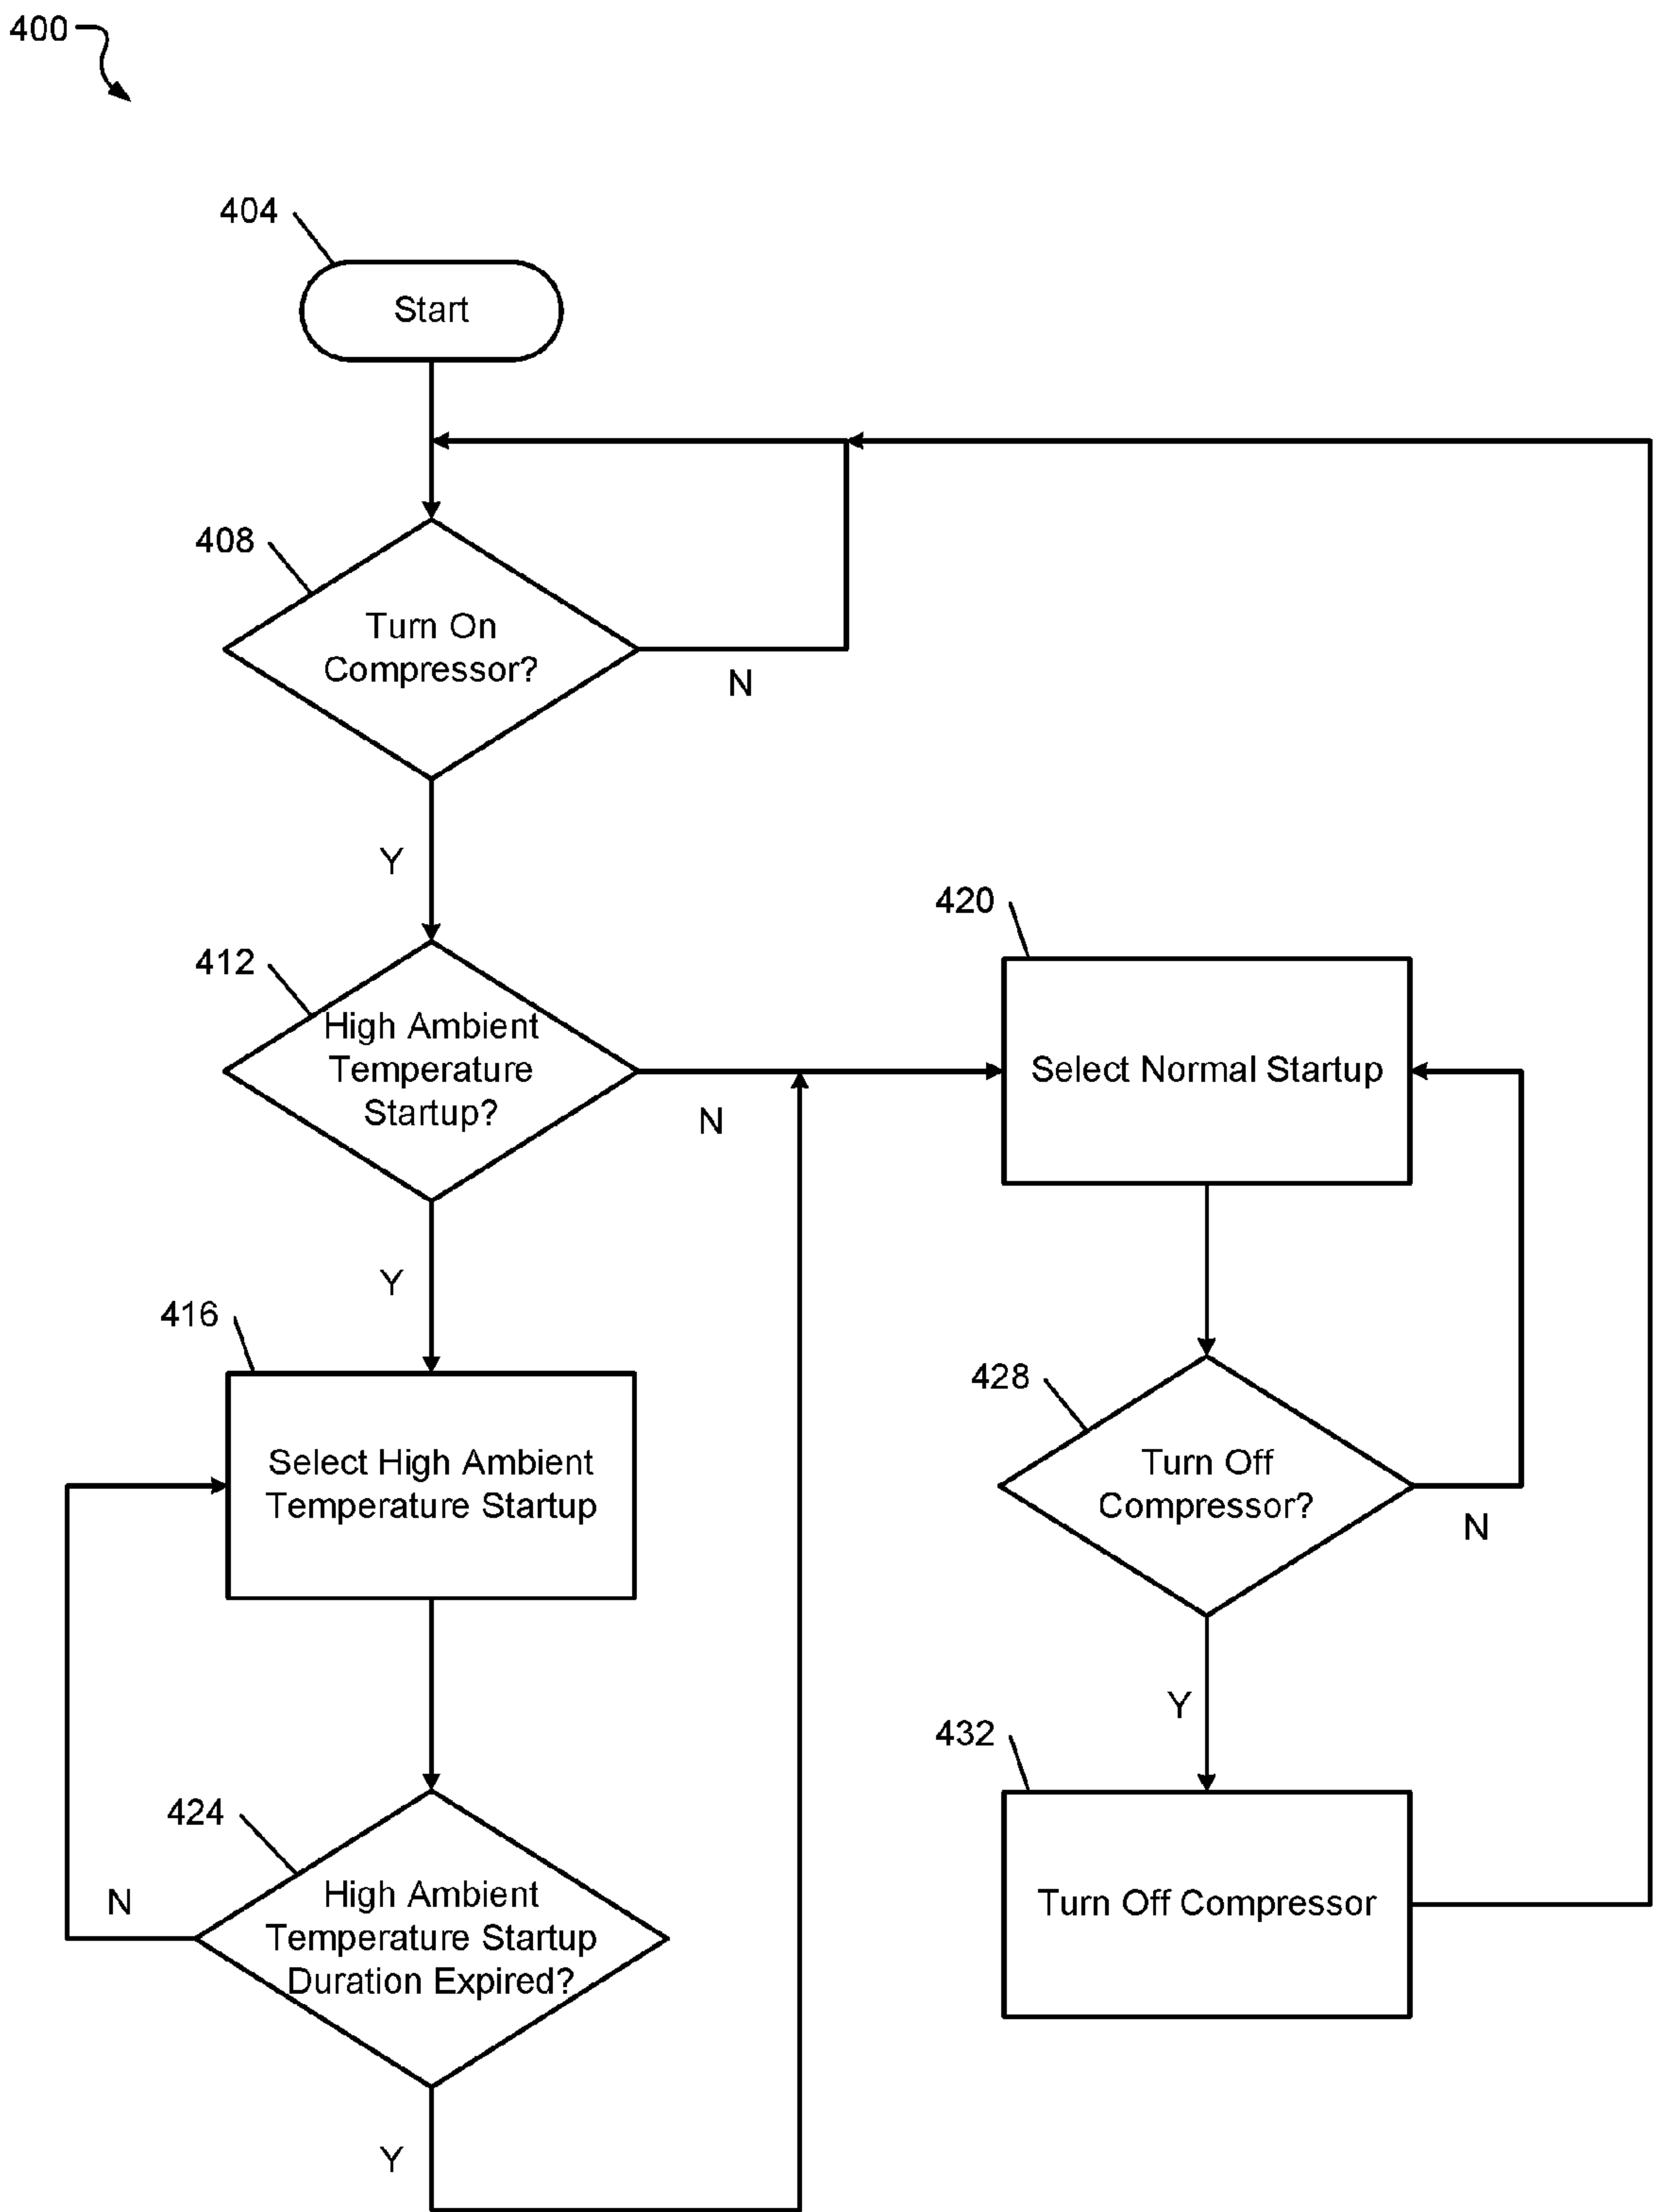 400
404
Start
408
Turn On
Compressor?
N
Y
412
High Ambient
Temperature
Startup?
N
Y
420
Select Normal Startup
416
Select High Ambient
Temperature Startup
428
Turn Off
Compressor?
N
Y
424
High Ambient
Temperature Startup
Duration Expired?
N
Y
432
Turn Off Compressor